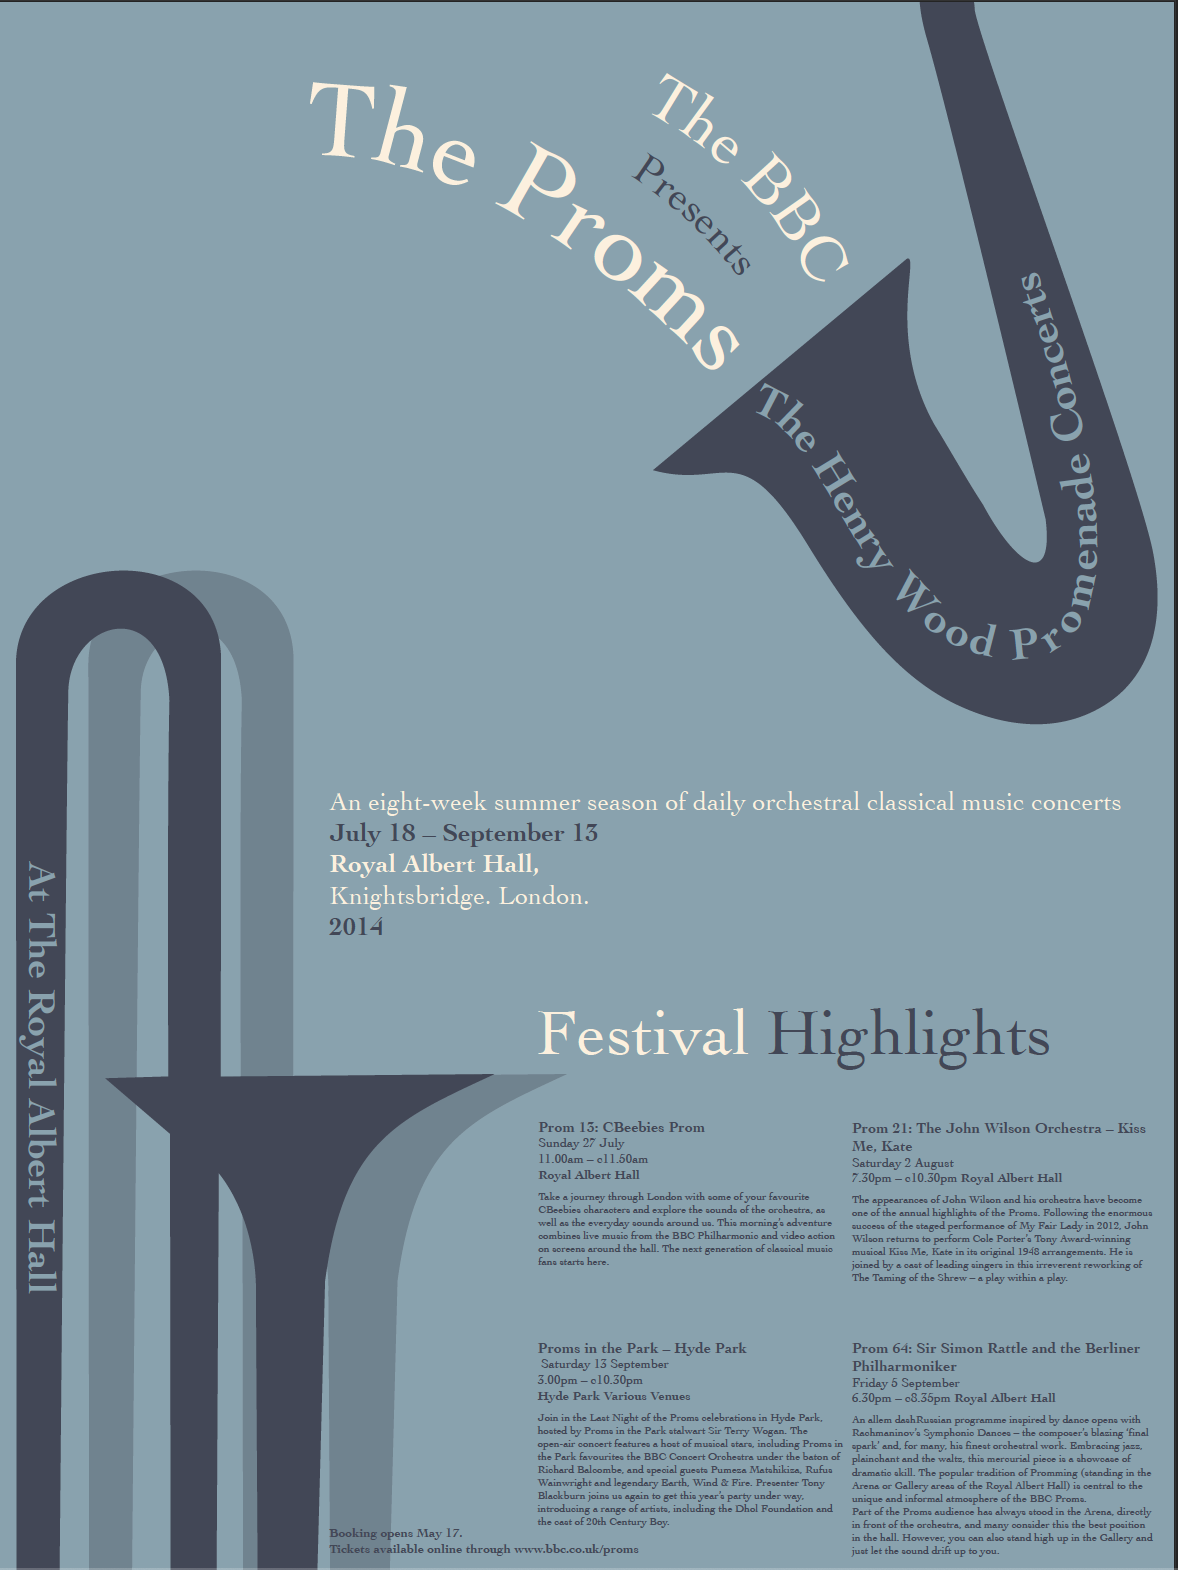 The BBC
Presents
The Proms
The Henry Wood Promenade Concerts
At The Royal Albert Hall
An eight-week summer season of daily orchestral classical music concerts
July 18 – September 13
Royal Albert Hall,
Knightsbridge. London.
2014
Festival Highlights
Prom 13: CBeebies Prom
Sunday 27 July
11.00am – c11.50am
Royal Albert Hall
Take a journey through London with some of your favourite
CBeebies characters and explore the sounds of the orchestra, as
well as the everyday sounds around us. This morning's adventure
combines live music from the BBC Philharmonic and video action
on screens around the hall. The next generation of classical music
fans starts here.
Prom 21: The John Wilson Orchestra – Kiss
Me, Kate
Saturday 2 August
7.30pm – c10.30pm Royal Albert Hall
The appearances of John Wilson and his orchestra have become
one of the annual highlights of the Proms. Following the enormous
success of the staged performance of My Fair Lady in 2012, John
Wilson returns to perform Cole Porter's Tony Award-winning
musical Kiss Me, Kate in its original 1948 arrangements. He is
joined by a cast of leading singers in this irreverent reworking of
The Taming of the Shrew – a play within a play.
Proms in the Park – Hyde Park
Saturday 13 September
3.00pm – c10.30pm
Hyde Park Various Venues
Join in the Last Night of the Proms celebrations in Hyde Park,
hosted by Proms in the Park stalwart Sir Terry Wogan. The
open-air concert features a host of musical stars, including Proms in
the Park favourites the BBC Concert Orchestra under the baton of
Richard Balcombe, and special guests Pumeza Matshikiza, Rufus
Wainwright and legendary Earth, Wind & Fire. Presenter Tony
Blackburn joins us again to get this year's party under way,
introducing a range of artists, including the Dhol Foundation and
the cast of 20th Century Boy.
Prom 64: Sir Simon Rattle and the Berliner
Philharmoniker
Friday 5 September
6.30pm – c8.35pm Royal Albert Hall
An allem dashRussian programme inspired by dance opens with
Rachmaninov's Symphonic Dances – the composer's blazing 'final
spark' and, for many, his finest orchestral work. Embracing jazz,
plainchant and the waltz, this mercurial piece is a showcase of
dramatic skill. The popular tradition of Promming (standing in the
Arena or Gallery areas of the Royal Albert Hall) is central to the
unique and informal atmosphere of the BBC Proms.
Part of the Proms audience has always stood in the Arena, directly
in front of the orchestra, and many consider this the best position
in the hall. However, you can also stand high up in the Gallery and
just let the sound drift up to you.
Booking opens May 17.
Tickets available online through www.bbc.co.uk/proms